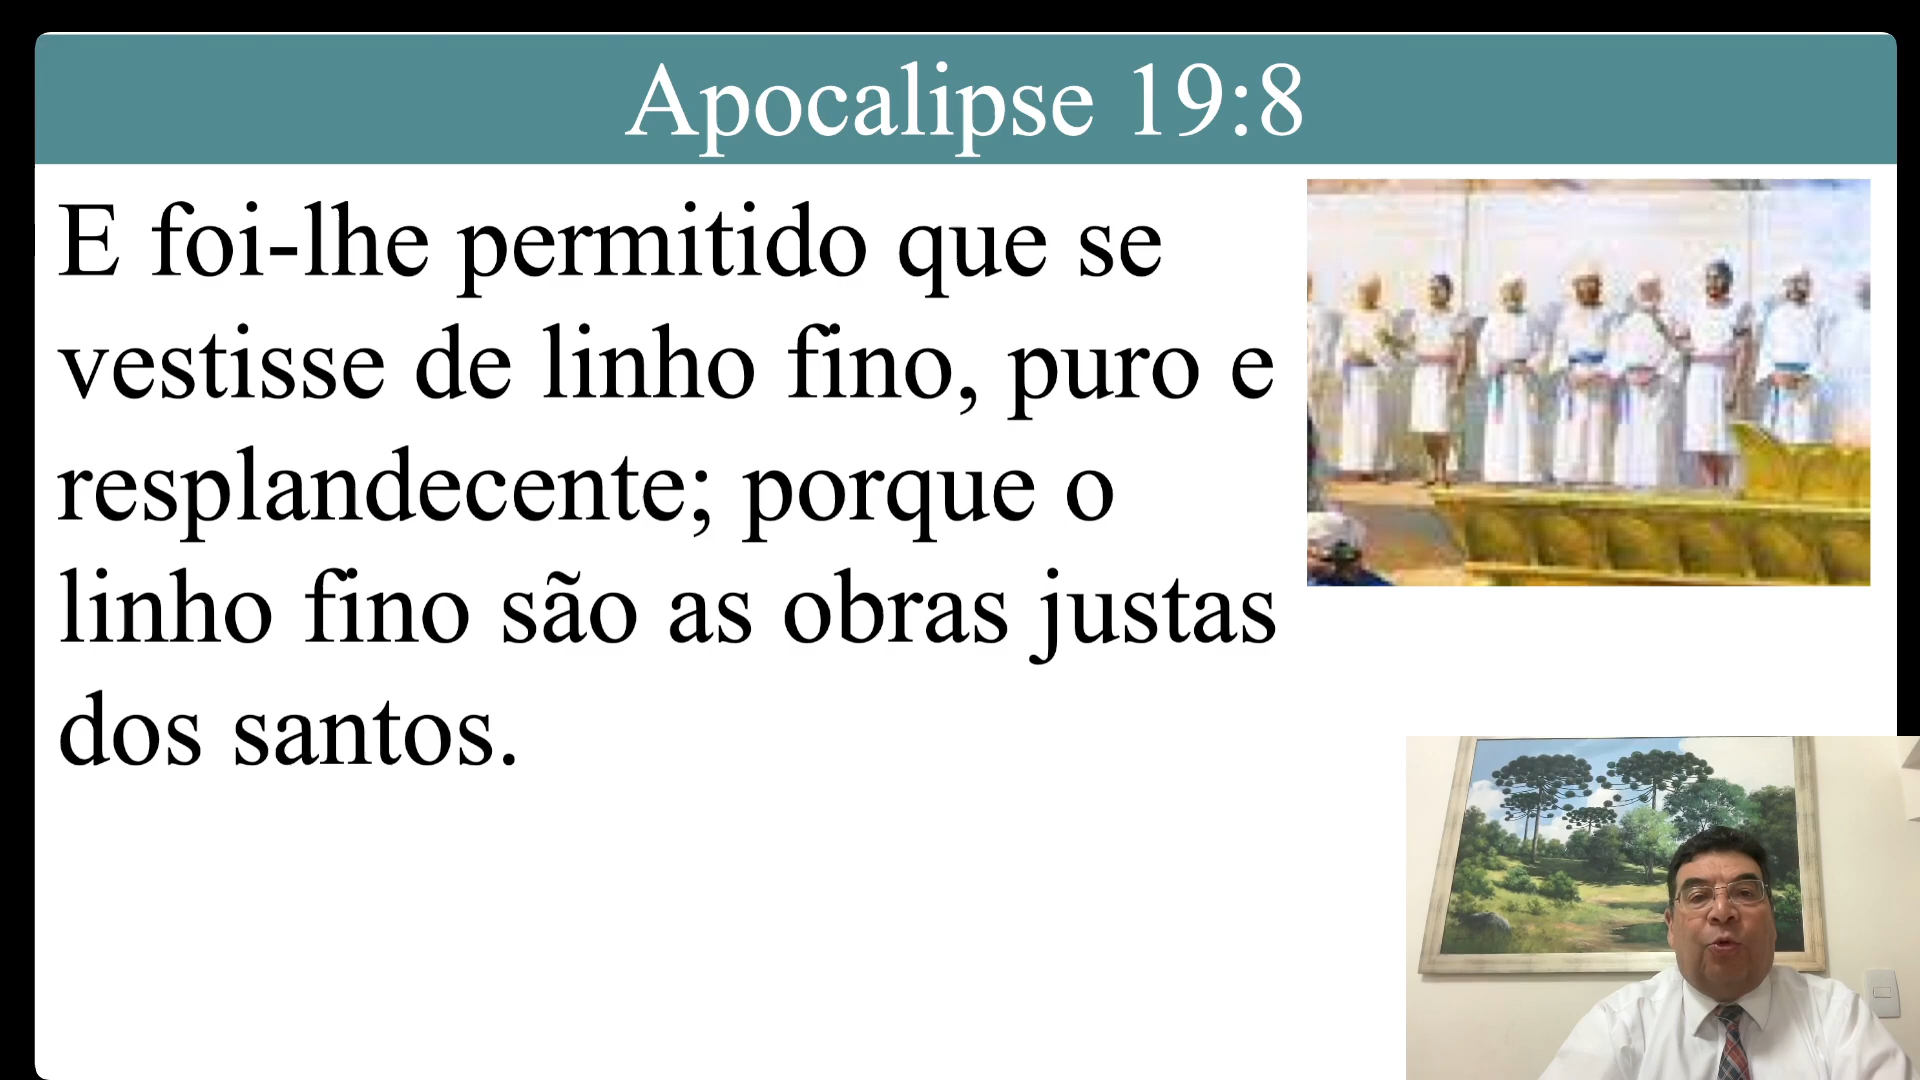 Apocalipse 19:8
E foi-lhe permitido que se
vestisse de linho fino, puro e
resplandecente; porque o
linho fino são as obras justas
dos santos.